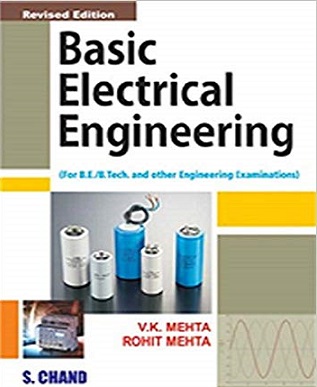 Revised Edition
Basic
Electrical
Engineering
(For B.E./B.Tech. and other Engineering Examinations)
V.K. MEHTA
ROHIT MEHTA
S. CHAND